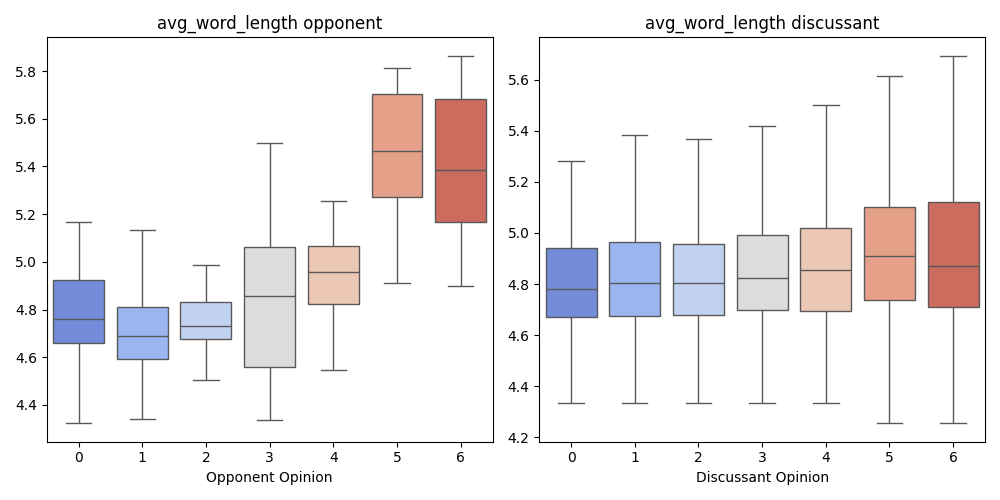 avg_word_length opponent
5.8
5.6
5.4
5.2
5.0
4.8
4.6
4.4
0 1 2 3 4 5 6
Opponent Opinion
avg_word_length discussant
5.6
5.4
5.2
5.0
4.8
4.6
4.4
4.2
0 1 2 3 4 5 6
Discussant Opinion